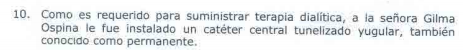 10. Como es requerido para suministrar terapia dialítica, a la señora Gilma
Ospina le fue instalado un catéter central tunelizado yugular, también
conocido como permanente.